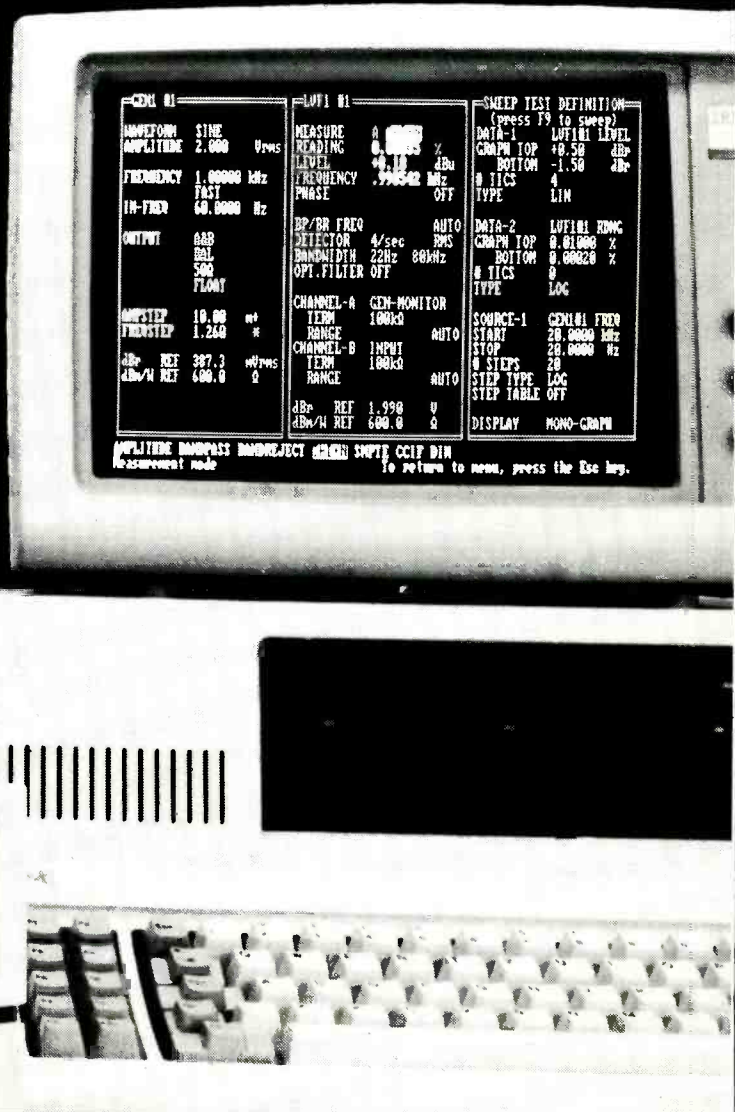 GEN1 #1
WAVEFORM SINE
AMPLITUDE 2.000 Vrms
FREQUENCY 1.00000 kHz
FAST
IM-FREQ 60.0000 Hz
OUTPUT A&B
BAL
50Ω
FLOAT
AMPSTEP 10.00 m+
FREQSTEP 1.260 *
dBr REF 387.3 mVrms
dBm/W REF 600.0 Ω
LVF1 #1
MEASURE A
READING %
LEVEL dBu
FREQUENCY kHz
PHASE OFF
BP/BR FREQ AUTO
DETECTOR 4/sec RMS
BANDWIDTH 22Hz 80kHz
OPT.FILTER OFF
CHANNEL-A GEN-MONITOR
TERM 100kΩ
RANGE AUTO
CHANNEL-B INPUT
TERM 100kΩ
RANGE AUTO
dBr REF 1.990 V
dBm/W REF 600.0 Ω
SWEEP TEST DEFINITION
(press F9 to sweep)
DATA-1 LVF1#1 LEVEL
GRAPH TOP +0.50 dBr
BOTTOM -1.50 dBr
# TICS 4
TYPE LIN
DATA-2 LVF1#1 RDNG
GRAPH TOP 0.01000 %
BOTTOM 0.00020 %
# TICS 0
TYPE LOG
SOURCE-1 GEN1#1 FREQ
START 20.0000 kHz
STOP 20.0000 Hz
# STEPS 20
STEP TYPE LOG
STEP TABLE OFF
DISPLAY MONO-GRAPH
AMPLITUDE BANDPASS BANDREJECT SMPTE CCIF DIM
Measurement mode To return to menu, press the Esc key.